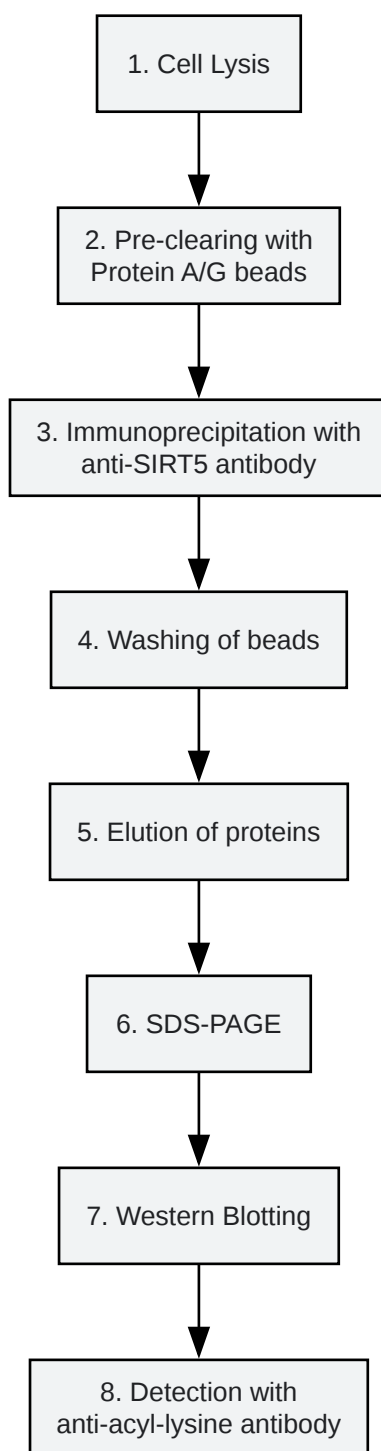 1. Cell Lysis
2. Pre-clearing with
Protein A/G beads
3. Immunoprecipitation with
anti-SIRT5 antibody
4. Washing of beads
5. Elution of proteins
6. SDS-PAGE
7. Western Blotting
8. Detection with
anti-acyl-lysine antibody